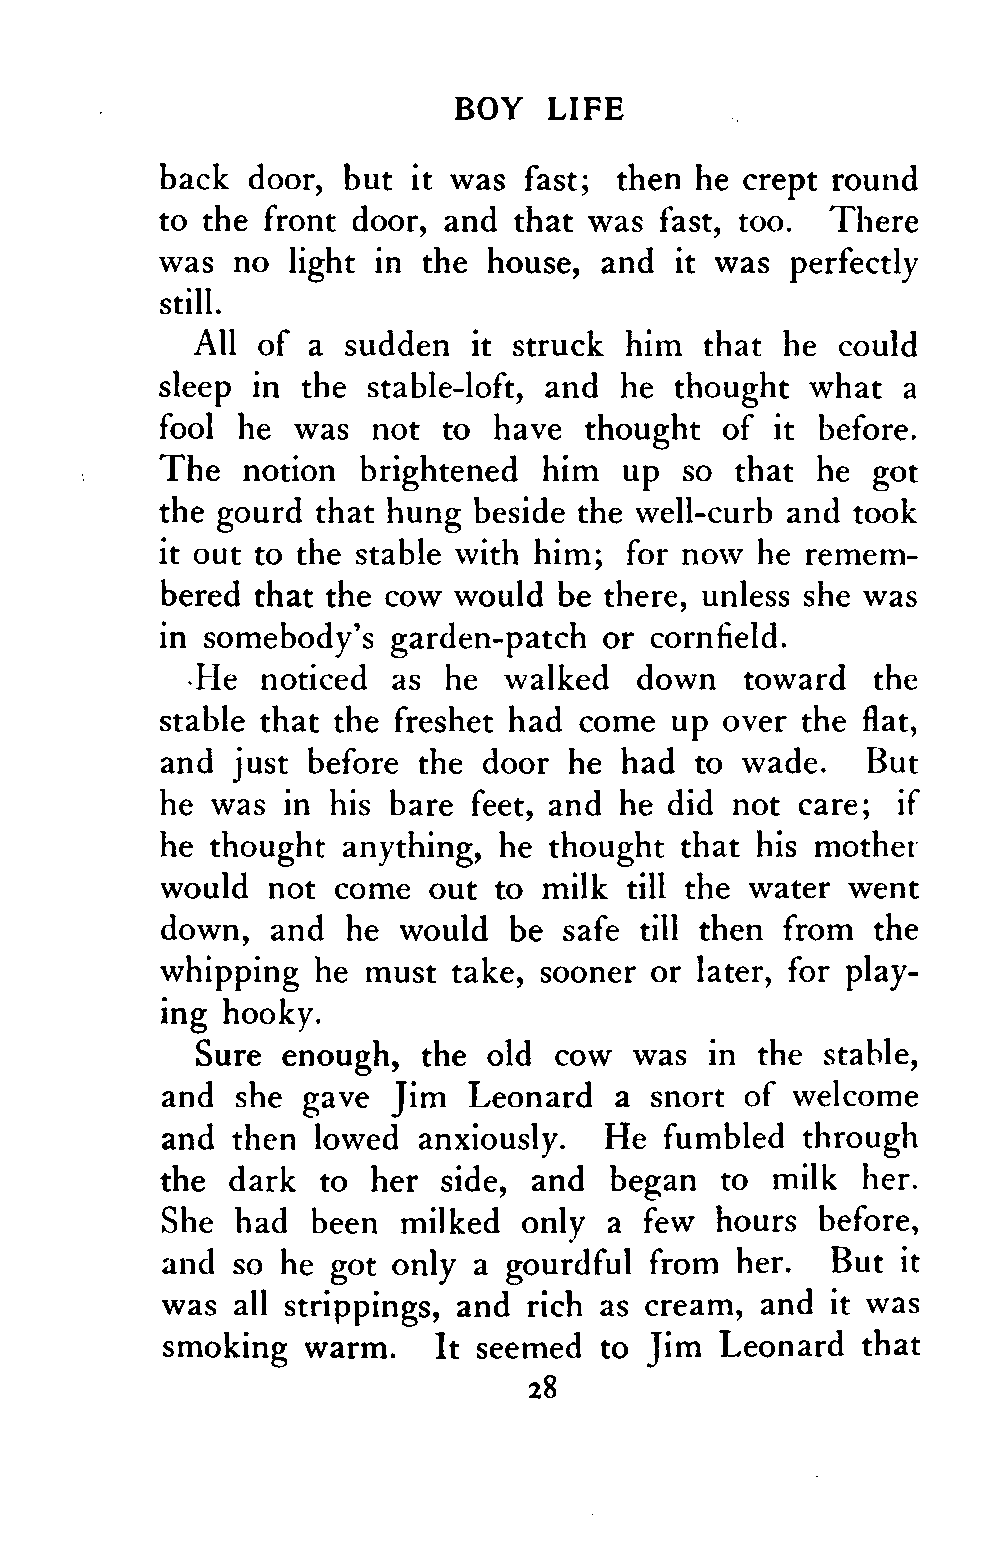 BOY LIFE
back door, but it was fast; then he crept round
to the front door, and that was fast, too. There
was no light in the house, and it was perfectly
still.
All of a sudden it struck him that he could
sleep in the stable-loft, and he thought what a
fool he was not to have thought of it before.
The notion brightened him up so that he got
the gourd that hung beside the well-curb and took
it out to the stable with him; for now he remem-
bered that the cow would be there, unless she was
in somebody's garden-patch or cornfield.
He noticed as he walked down toward the
stable that the freshet had come up over the flat,
and just before the door he had to wade. But
he was in his bare feet, and he did not care; if
he thought anything, he thought that his mother
would not come out to milk till the water went
down, and he would be safe till then from the
whipping he must take, sooner or later, for play-
ing hooky.
Sure enough, the old cow was in the stable,
and she gave Jim Leonard a snort of welcome
and then lowed anxiously. He fumbled through
the dark to her side, and began to milk her.
She had been milked only a few hours before,
and so he got only a gourdful from her. But it
was all strippings, and rich as cream, and it was
smoking warm. It seemed to Jim Leonard that
28